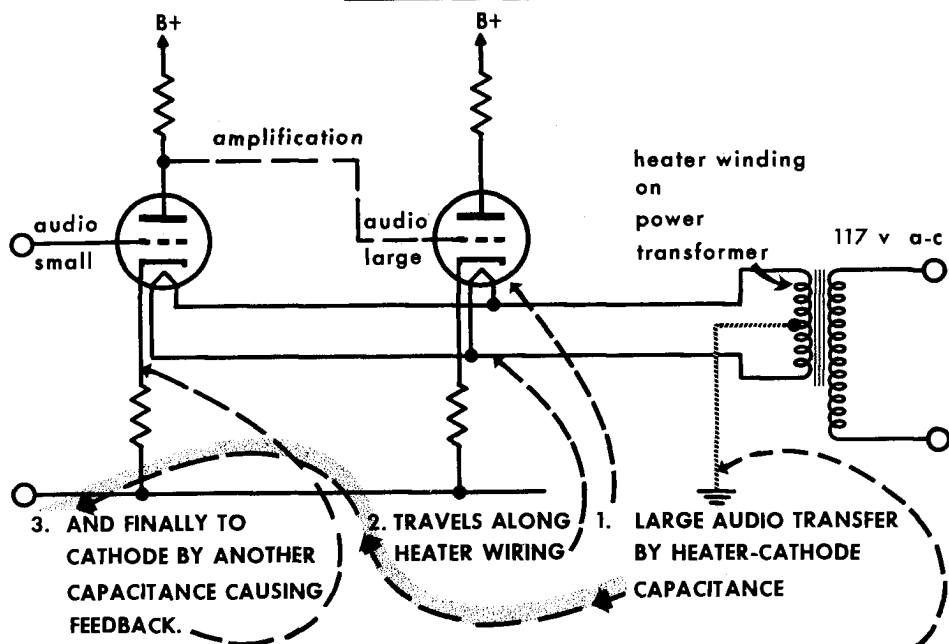 B+
B+
amplification
audio
small
audio
large
heater winding
on
power
transformer
117 v a-c
3. AND FINALLY TO
CATHODE BY ANOTHER
CAPACITANCE CAUSING
FEEDBACK.
2. TRAVELS ALONG
HEATER WIRING
1. LARGE AUDIO TRANSFER
BY HEATER-CATHODE
CAPACITANCE